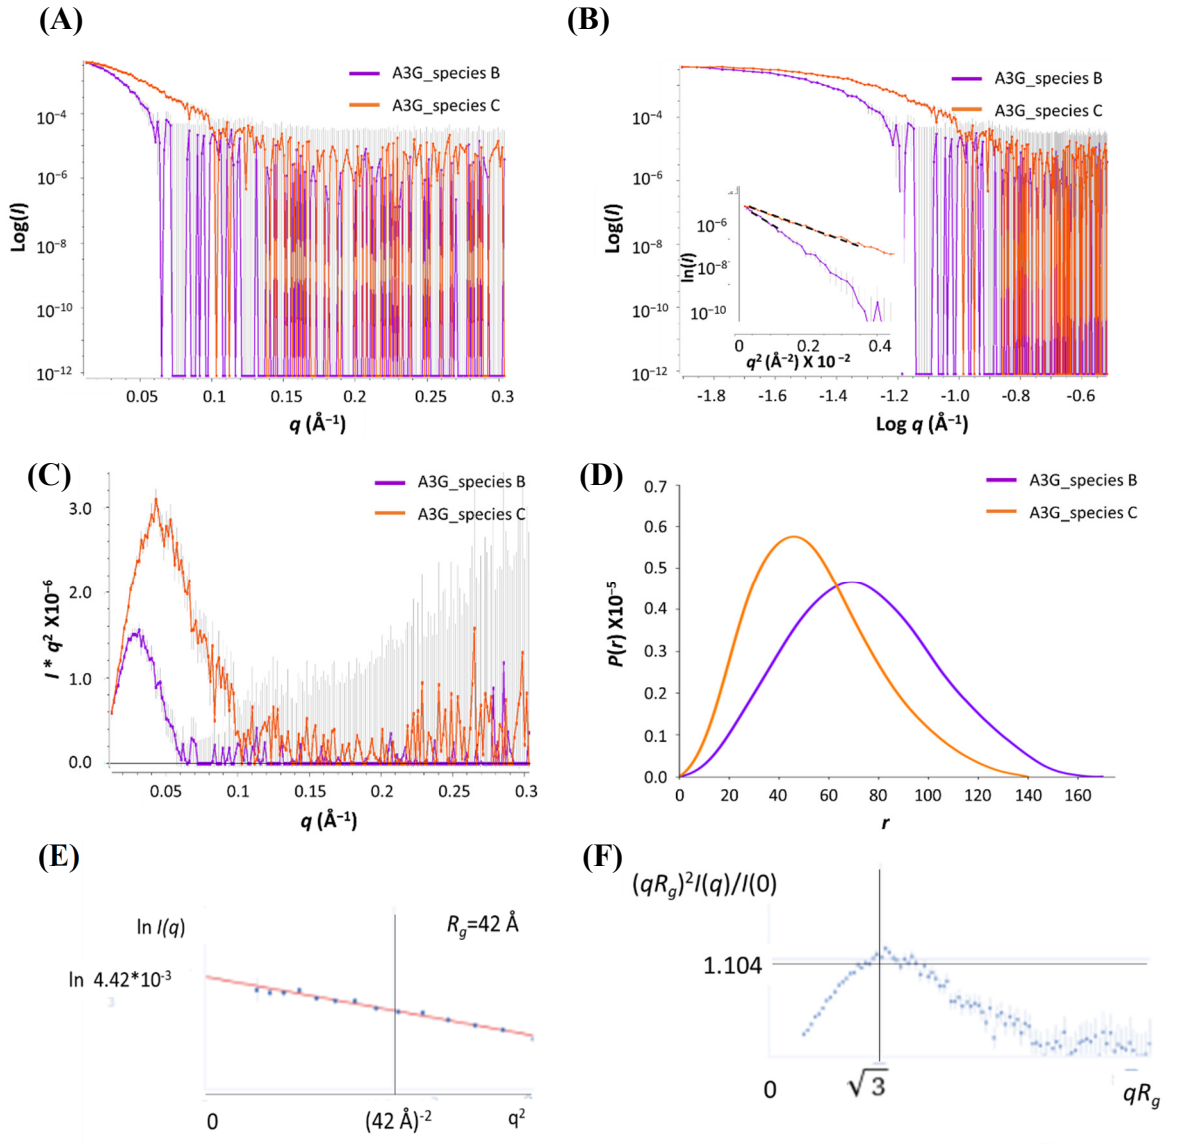 (A)
A3G_species B
A3G_species C
10⁻⁴
10⁻⁶
10⁻⁸
10⁻¹⁰
10⁻¹²
Log(I)
0.05 0.1 0.15 0.2 0.25 0.3
q (Å⁻¹)
(B)
A3G_species B
A3G_species C
10⁻⁴
10⁻⁶
10⁻⁸
10⁻¹⁰
10⁻¹²
Log(I)
-1.8 -1.6 -1.4 -1.2 -1.0 -0.8 -0.6
Log q (Å⁻¹)
10⁻⁶
10⁻⁸
10⁻¹⁰
ln(I)
0 0.2 0.4
q² (Å⁻²) X 10⁻²
(C)
A3G_species B
A3G_species C
3.0
2.0
1.0
0.0
I * q² X10⁻⁶
0.05 0.1 0.15 0.2 0.25 0.3
q (Å⁻¹)
(D)
A3G_species B
A3G_species C
0.7
0.6
0.5
0.4
0.3
0.2
0.1
0.0
P(r) X10⁻⁵
0 20 40 60 80 100 120 140 160
r
(E)
ln I(q)
R_g=42 Å
ln 4.42*10⁻³
3
0 (42 Å)⁻² q²
(F)
(qR_g)²I(q)/I(0)
1.104
0 √3 qR_g